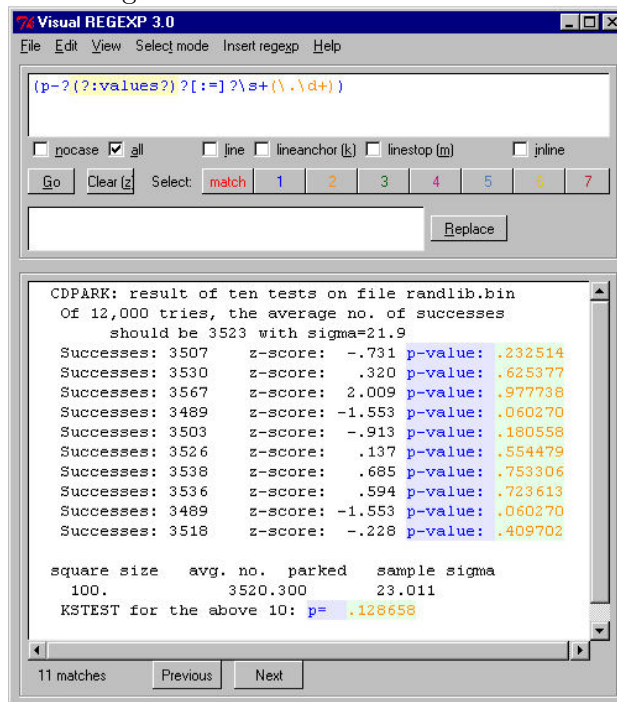 Visual REGEXP 3.0
File Edit View Select mode Insert regexp Help
(p-?(?:values?)?[:=]?\s+(\.\d+))
nocase all line lineanchor (k) linestop (m) inline
Go Clear (z Select: match 1 2 3 4 5 6 7
Replace
CDPARK: result of ten tests on file randlib.bin
Of 12,000 tries, the average no. of successes
should be 3523 with sigma=21.9
Successes: 3507 z-score: -.731 p-value: .232514
Successes: 3530 z-score: .320 p-value: .625377
Successes: 3567 z-score: 2.009 p-value: .977738
Successes: 3489 z-score: -1.553 p-value: .060270
Successes: 3503 z-score: -.913 p-value: .180558
Successes: 3526 z-score: .137 p-value: .554479
Successes: 3538 z-score: .685 p-value: .753306
Successes: 3536 z-score: .594 p-value: .723613
Successes: 3489 z-score: -1.553 p-value: .060270
Successes: 3518 z-score: -.228 p-value: .409702
square size avg. no. parked sample sigma
100. 3520.300 23.011
KSTEST for the above 10: p= .128658
11 matches Previous Next